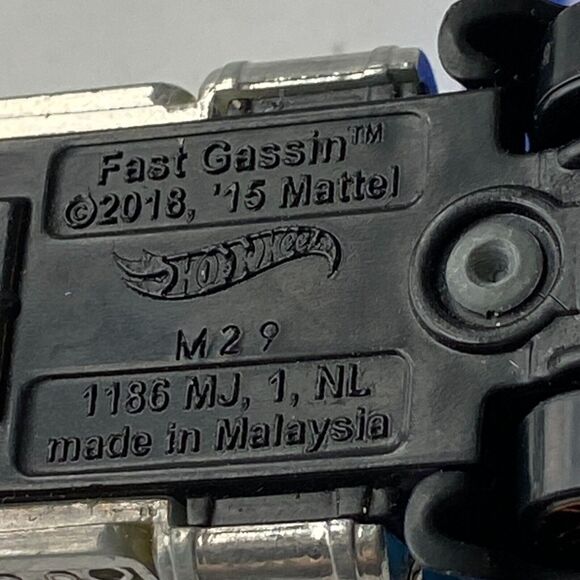 Fast Gassin™
©2018, '15 Mattel
HOT WHEELS
M29
1186 MJ, 1, NL
made in Malaysia